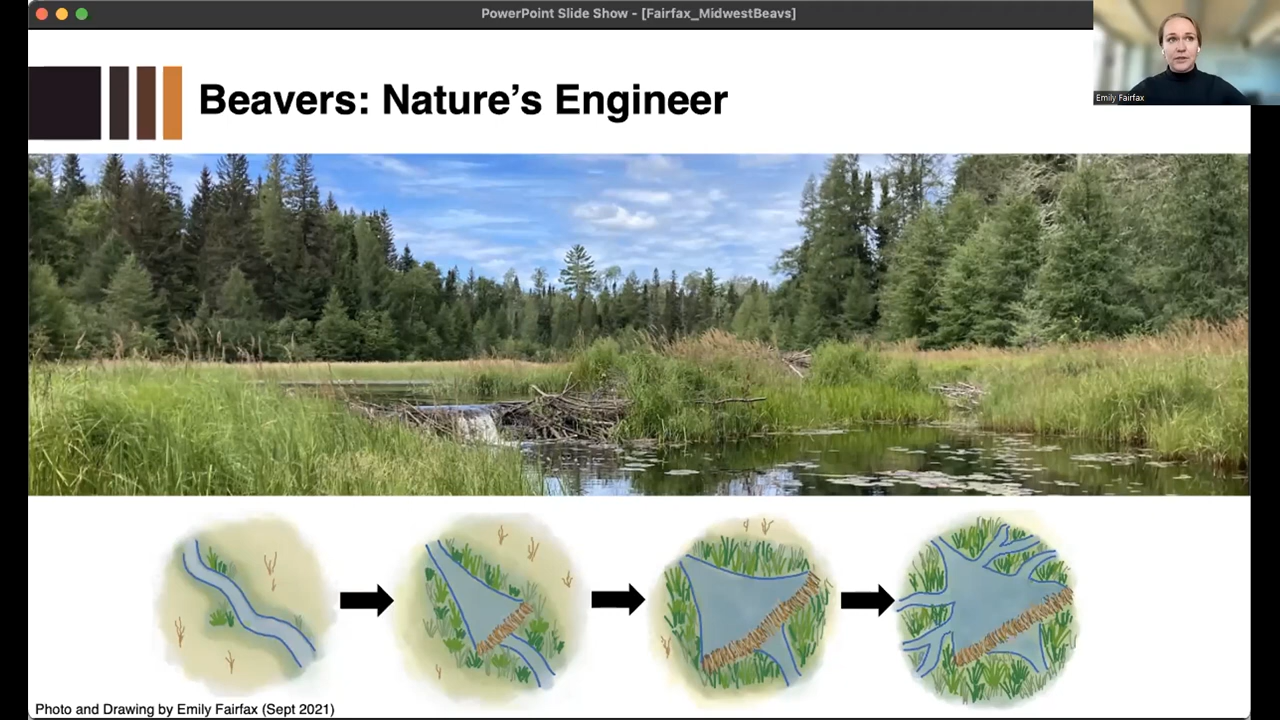 PowerPoint Slide Show - [Fairfax_MidwestBeavs]
Emily Fairfax
Beavers: Nature's Engineer
Photo and Drawing by Emily Fairfax (Sept 2021)